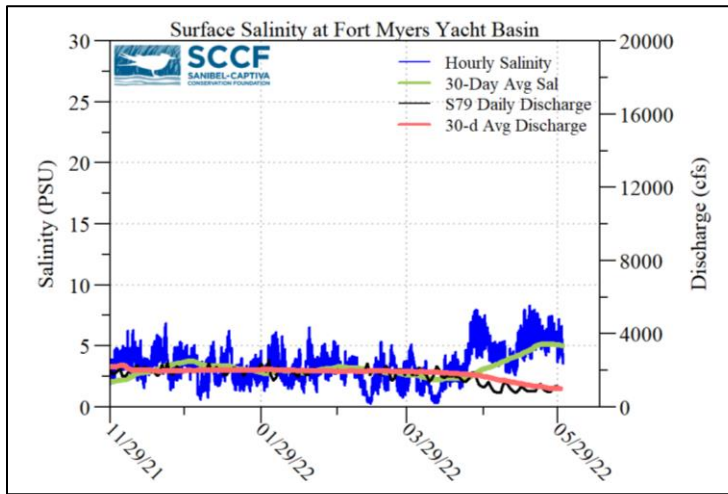 Surface Salinity at Fort Myers Yacht Basin
SCCF
SANIBEL-CAPTIVA
CONSERVATION FOUNDATION
Hourly Salinity
30-Day Avg Sal
S79 Daily Discharge
30-d Avg Discharge
Salinity (PSU)
30
25
20
15
10
5
0
20000
16000
12000
8000
4000
0
Discharge (cfs)
11/29/21
01/29/22
03/29/22
05/29/22